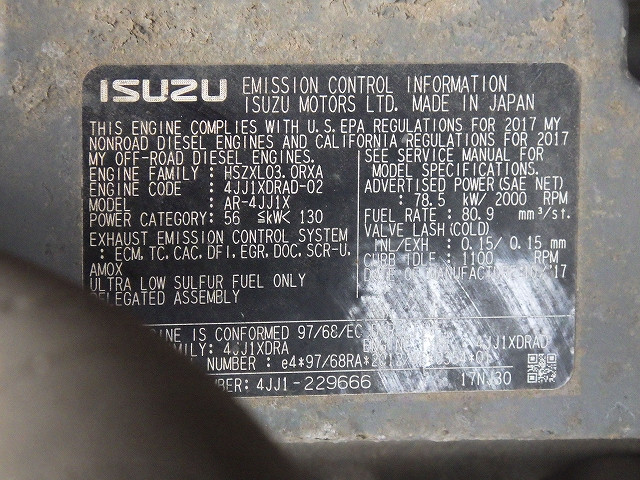 ISUZU EMISSION CONTROL INFORMATION
ISUZU MOTORS LTD. MADE IN JAPAN
THIS ENGINE COMPLIES WITH U.S.EPA REGULATIONS FOR 2017 MY
NONROAD DIESEL ENGINES AND CALIFORNIA REGULATIONS FOR 2017
MY OFF-ROAD DIESEL ENGINES.
ENGINE FAMILY : HSZXL03.0RXA
ENGINE CODE : 4JJ1XDRAD-02
MODEL : AR-4JJ1X
POWER CATEGORY: 56 ≦kW< 130
EXHAUST EMISSION CONTROL SYSTEM
: ECM, TC, CAC, DFI, EGR, DOC, SCR-U,
AMOX
ULTRA LOW SULFUR FUEL ONLY
DELEGATED ASSEMBLY
SEE SERVICE MANUAL FOR
MODEL SPECIFICATIONS.
ADVERTISED POWER(SAE NET)
: 78.5 kW/ 2000 RPM
FUEL RATE : 80.9 mm³/st.
VALVE LASH (COLD)
INL/EXH : 0.15/ 0.15 mm
CURB IDLE : 1100 RPM
DATE OF MANUFACTURE: '17
IS CONFORMED 97/68/EC
: 4JJ1XDRA 4JJ1XDRAD
NUMBER : e4*97/68RA*
: 4JJ1-229666 17NJ30